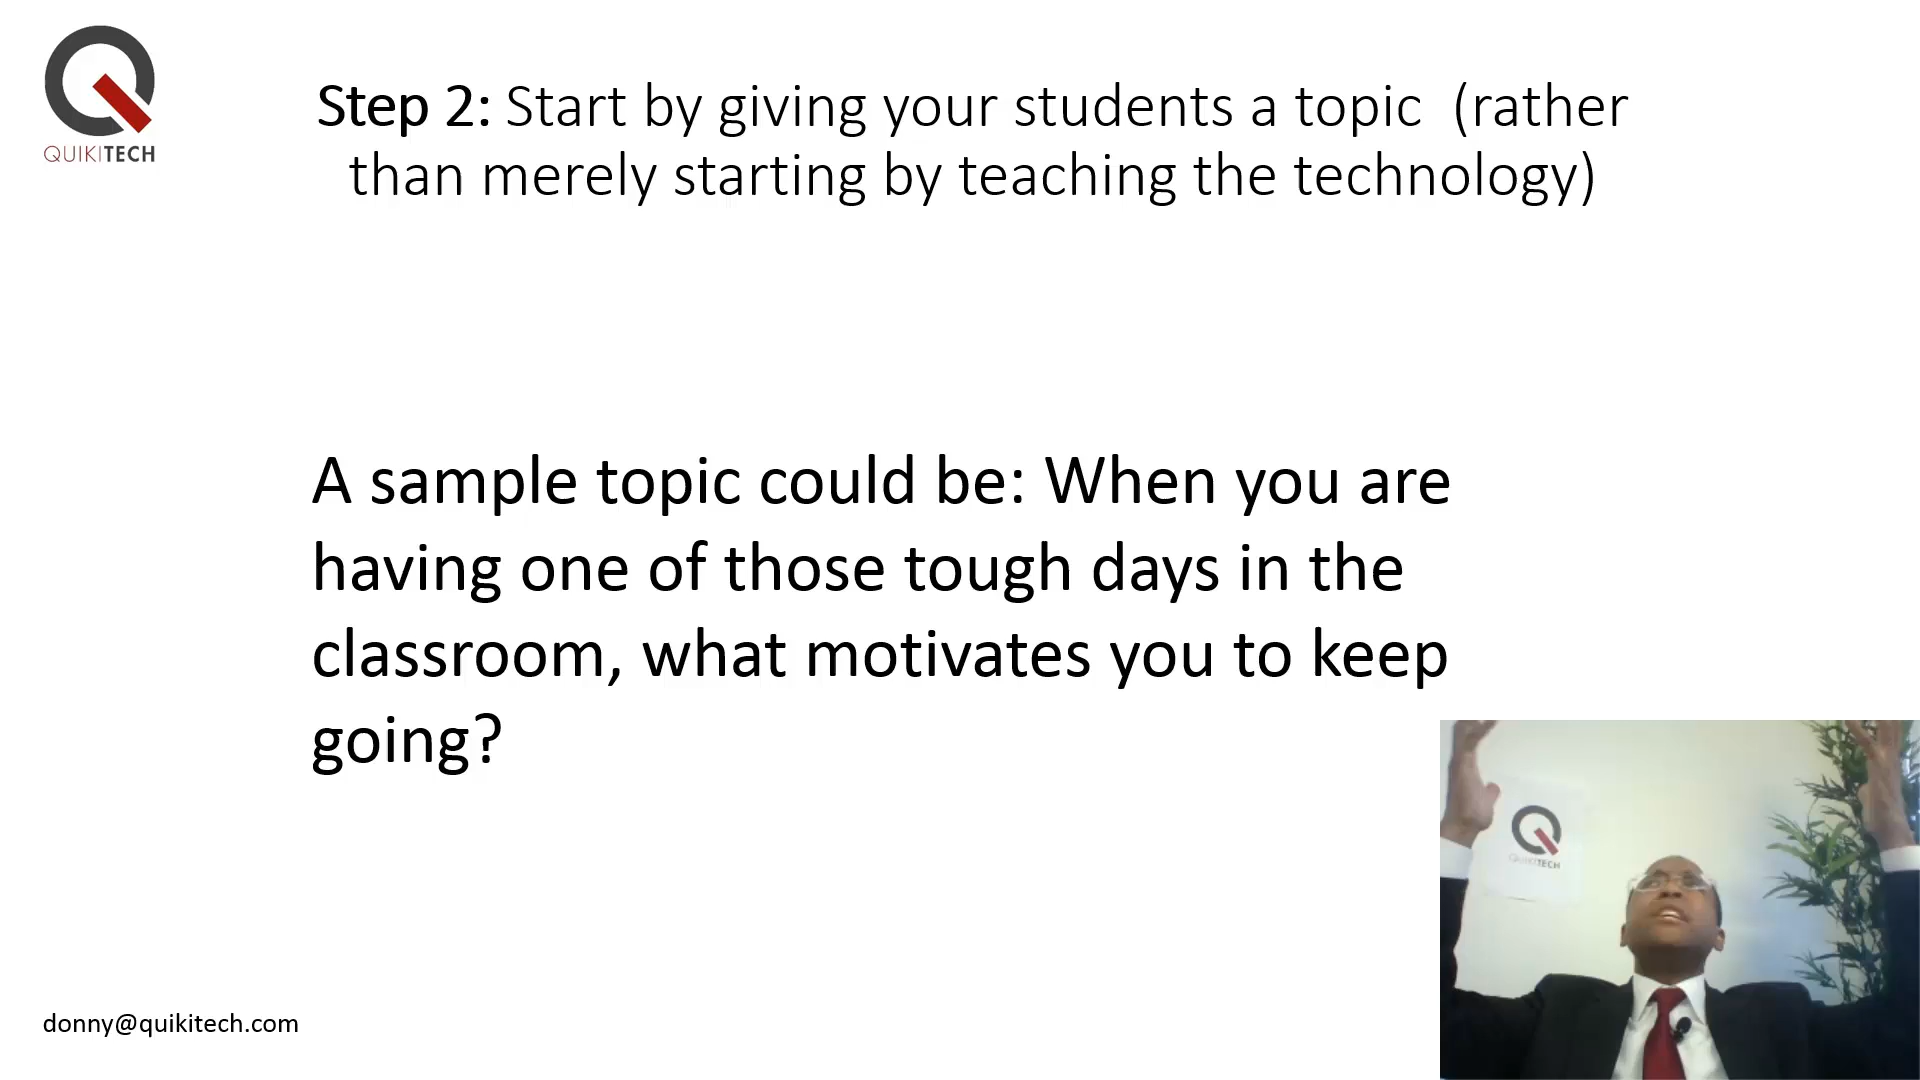 QUIKITECH
Step 2: Start by giving your students a topic (rather
than merely starting by teaching the technology)
A sample topic could be: When you are
having one of those tough days in the
classroom, what motivates you to keep
going?
QUIKITECH
donny@quikitech.com